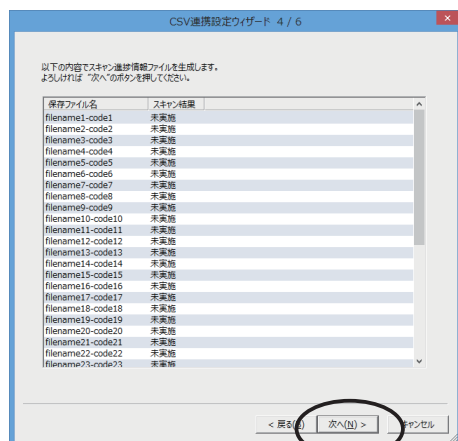 CSV連携設定ウィザード 4 / 6
以下の内容でスキャン進捗情報ファイルを生成します。
よろしければ "次へ"のボタンを押してください。
保存ファイル名 スキャン結果
filename1-code1 未実施
filename2-code2 未実施
filename3-code3 未実施
filename4-code4 未実施
filename5-code5 未実施
filename6-code6 未実施
filename7-code7 未実施
filename8-code8 未実施
filename9-code9 未実施
filename10-code10 未実施
filename11-code11 未実施
filename12-code12 未実施
filename13-code13 未実施
filename14-code14 未実施
filename15-code15 未実施
filename16-code16 未実施
filename17-code17 未実施
filename18-code18 未実施
filename19-code19 未実施
filename20-code20 未実施
filename21-code21 未実施
filename22-code22 未実施
filename23-code23 未実施
< 戻る( ) 次へ(N) > キャンセル